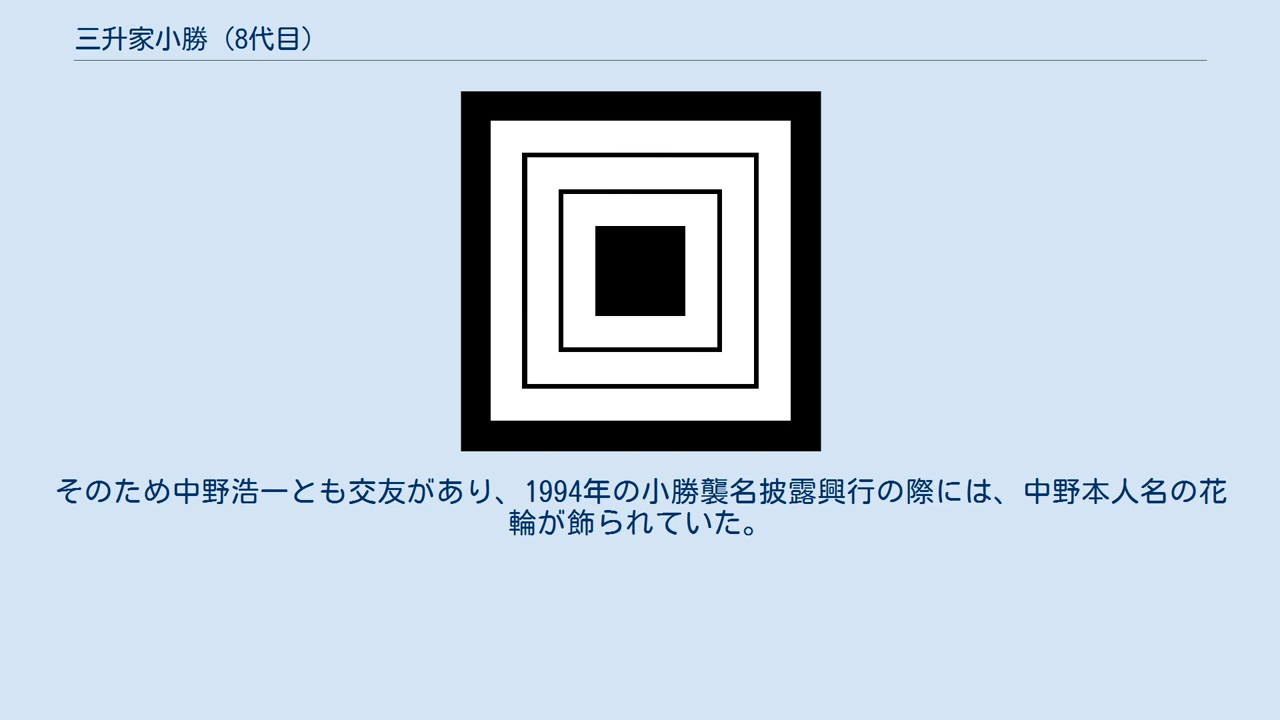 三升家小勝（8代目）
そのため中野浩一とも交友があり、1994年の小勝襲名披露興行の際には、中野本人名の花
輪が飾られていた。